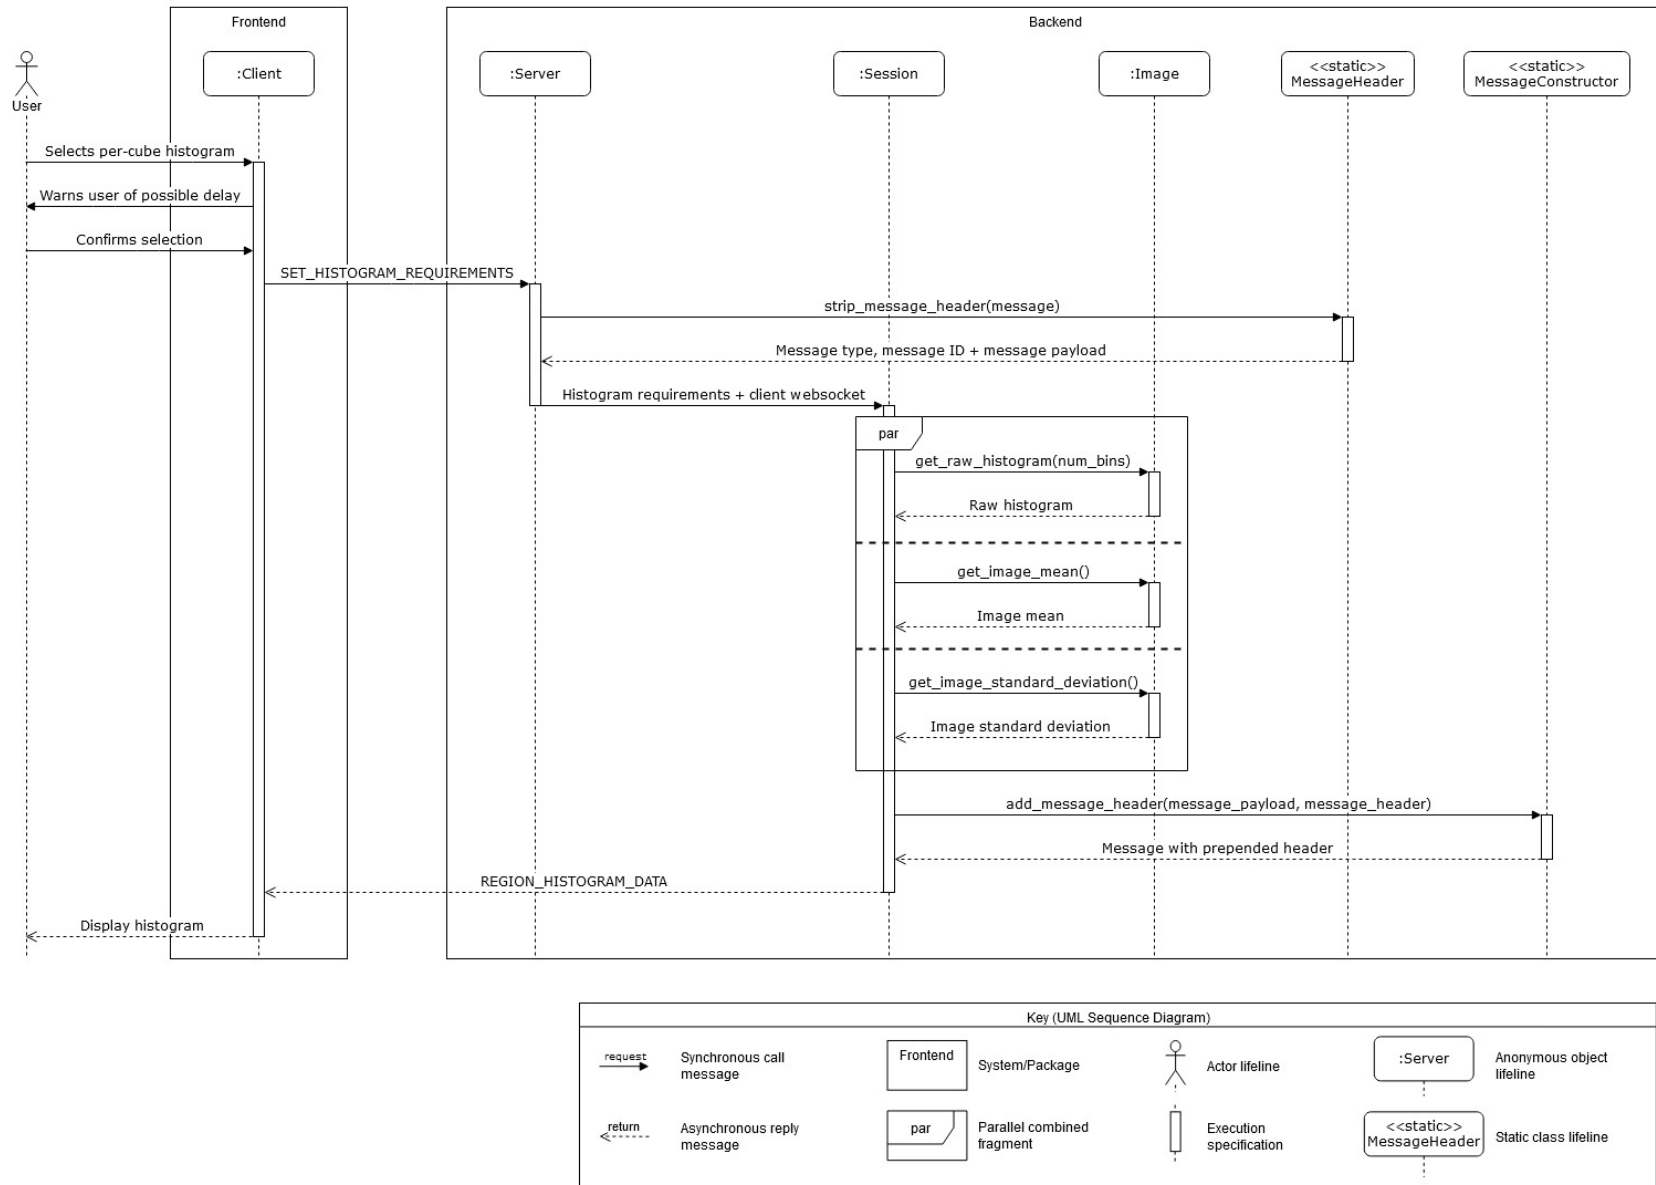 Frontend
Backend
User
:Client
:Server
:Session
:Image
<<static>>
MessageHeader
<<static>>
MessageConstructor
Selects per-cube histogram
Warns user of possible delay
Confirms selection
SET_HISTOGRAM_REQUIREMENTS
strip_message_header(message)
Message type, message ID + message payload
Histogram requirements + client websocket
par
get_raw_histogram(num_bins)
Raw histogram
get_image_mean()
Image mean
get_image_standard_deviation()
Image standard deviation
add_message_header(message_payload, message_header)
Message with prepended header
REGION_HISTOGRAM_DATA
Display histogram
Key (UML Sequence Diagram)
request
Synchronous call
message
Frontend
System/Package
Actor lifeline
:Server
Anonymous object
lifeline
return
Asynchronous reply
message
par
Parallel combined
fragment
Execution
specification
<<static>>
MessageHeader
Static class lifeline